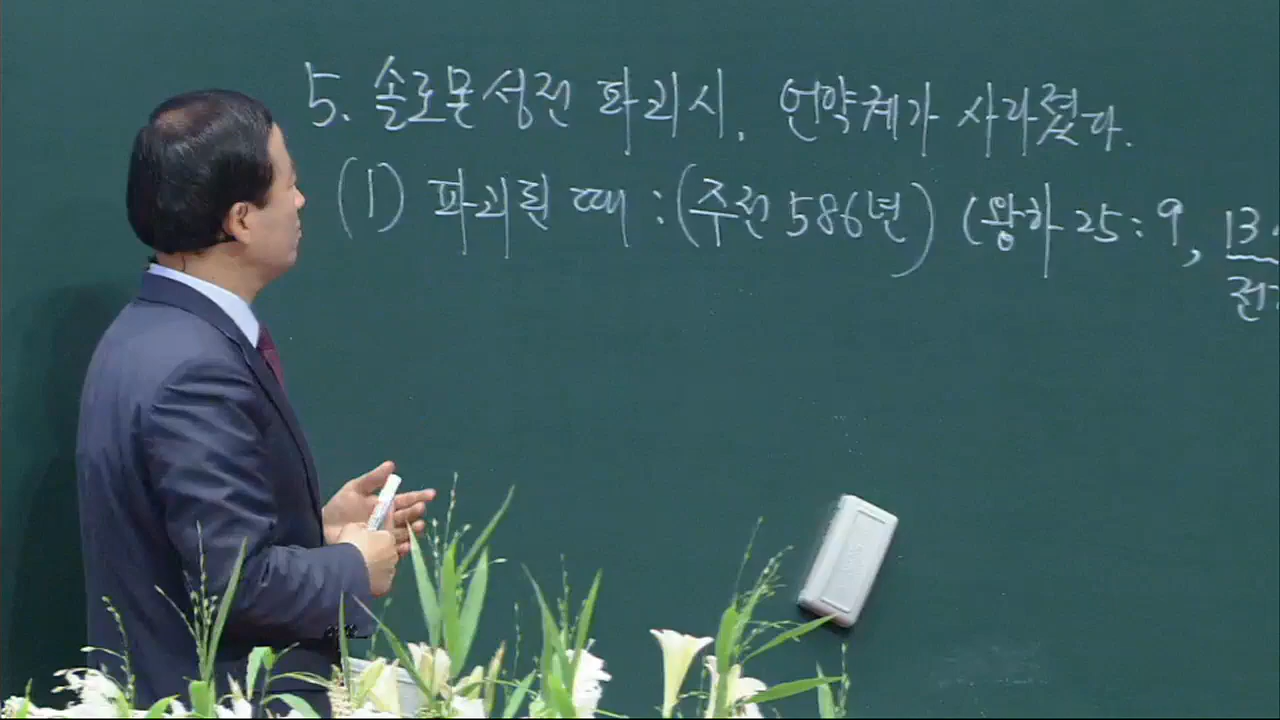 5. 솔로몬성전 파괴시, 언약궤가 사라졌다.
(1) 파괴된 때 : (주전 586년) (왕하 25:9, 13
전